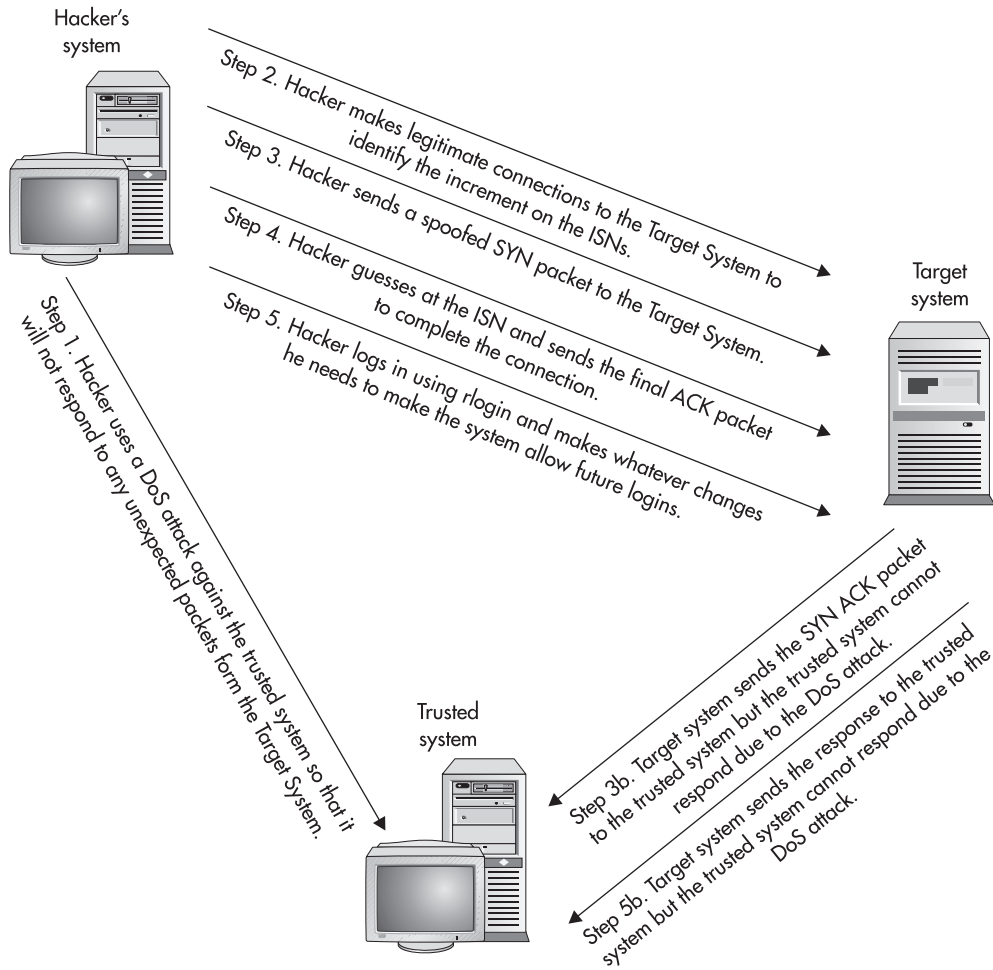 Hacker's
system
Step 2. Hacker makes legitimate connections to the Target System to
identify the increment on the ISNs.
Step 3. Hacker sends a spoofed SYN packet to the Target System.
Step 4. Hacker guesses at the ISN and sends the final ACK packet
to complete the connection.
Step 5. Hacker logs in using rlogin and makes whatever changes
he needs to make the system allow future logins.
Target
system
Step 1. Hacker uses a DoS attack against the trusted system so that it
will not respond to any unexpected packets form the Target System.
Step 3b. Target system sends the SYN ACK packet
to the trusted system but the trusted system cannot
respond due to the DoS attack.
Step 5b. Target system sends the response to the trusted
system but the trusted system cannot respond due to the
DoS attack.
Trusted
system